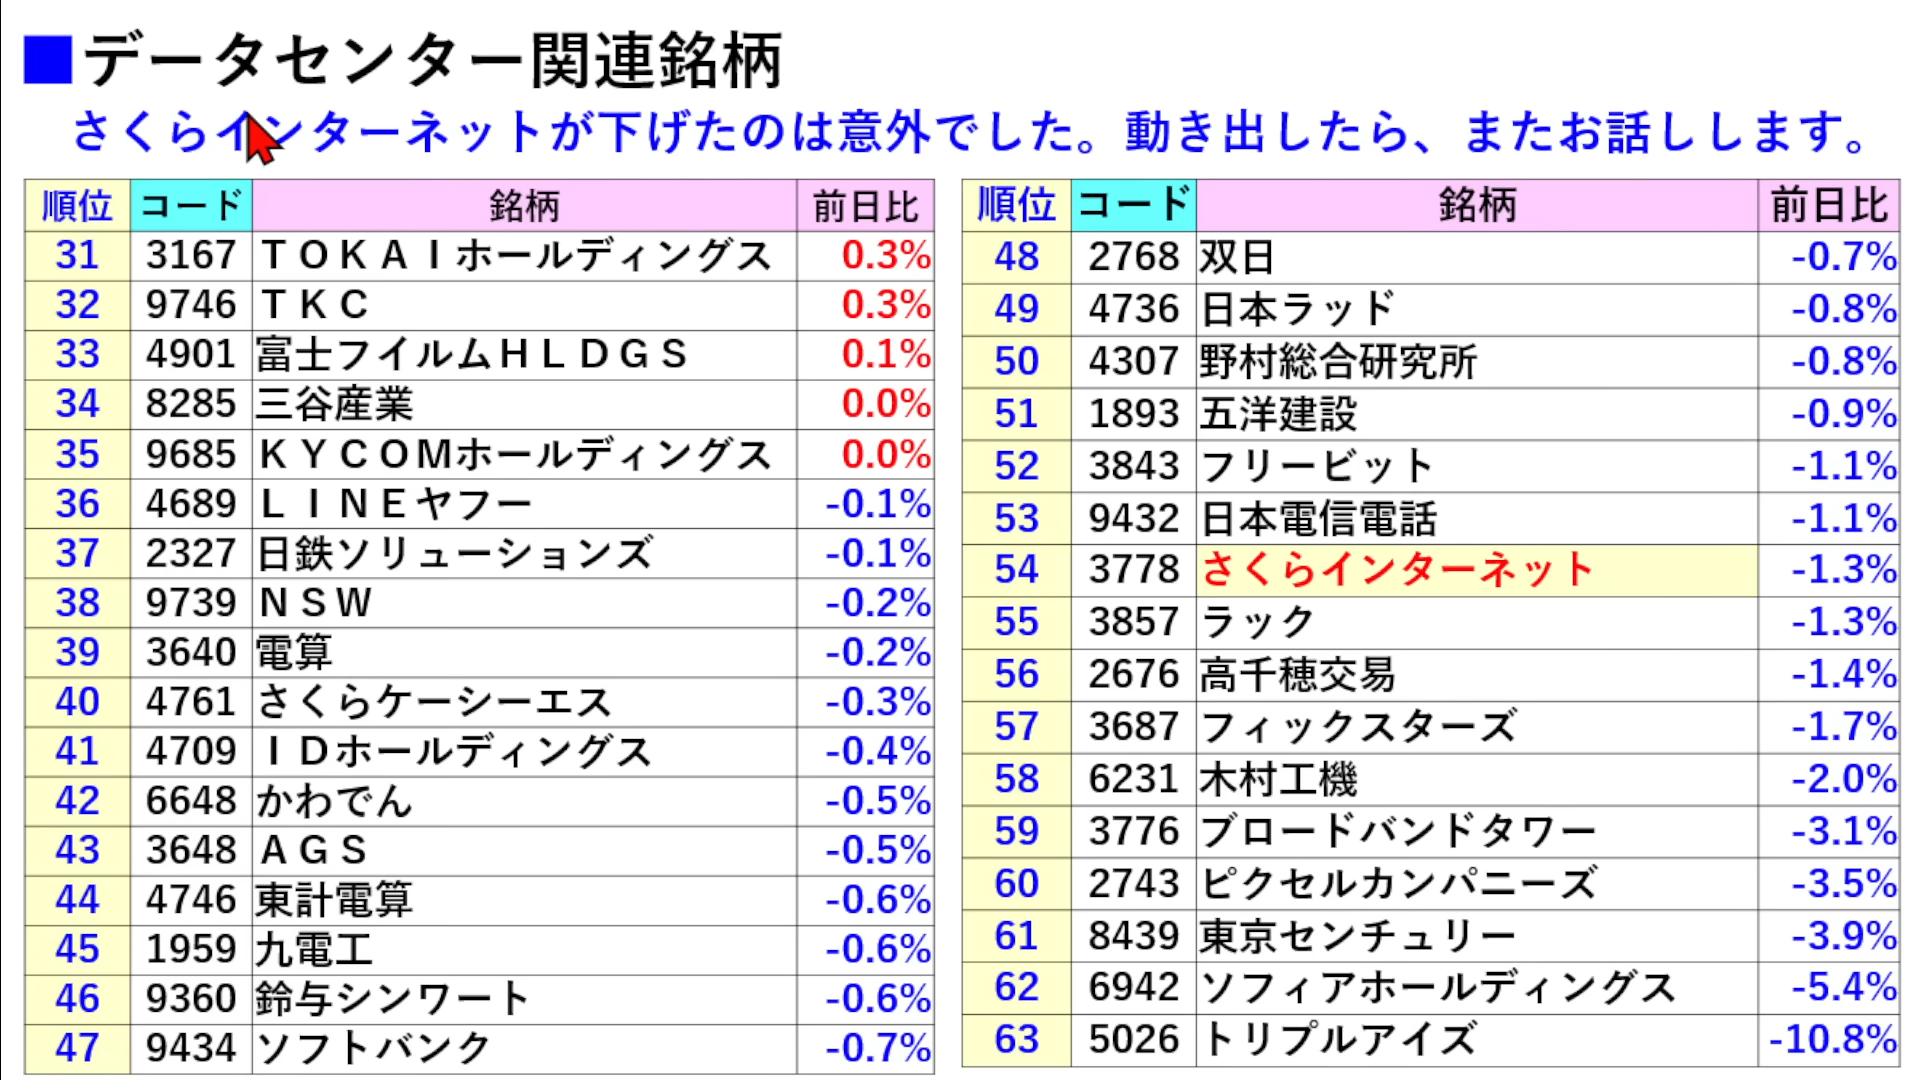 ■データセンター関連銘柄
さくらインターネットが下げたのは意外でした。動き出したら、またお話しします。
順位 コード 銘柄 前日比
31 3167 ＴＯＫＡＩホールディングス 0.3%
32 9746 ＴＫＣ 0.3%
33 4901 富士フイルムＨＬＤＧＳ 0.1%
34 8285 三谷産業 0.0%
35 9685 ＫＹＣＯＭホールディングス 0.0%
36 4689 ＬＩＮＥヤフー -0.1%
37 2327 日鉄ソリューションズ -0.1%
38 9739 ＮＳＷ -0.2%
39 3640 電算 -0.2%
40 4761 さくらケーシーエス -0.3%
41 4709 ＩＤホールディングス -0.4%
42 6648 かわでん -0.5%
43 3648 ＡＧＳ -0.5%
44 4746 東計電算 -0.6%
45 1959 九電工 -0.6%
46 9360 鈴与シンワート -0.6%
47 9434 ソフトバンク -0.7%
順位 コード 銘柄 前日比
48 2768 双日 -0.7%
49 4736 日本ラッド -0.8%
50 4307 野村総合研究所 -0.8%
51 1893 五洋建設 -0.9%
52 3843 フリービット -1.1%
53 9432 日本電信電話 -1.1%
54 3778 さくらインターネット -1.3%
55 3857 ラック -1.3%
56 2676 高千穂交易 -1.4%
57 3687 フィックスターズ -1.7%
58 6231 木村工機 -2.0%
59 3776 ブロードバンドタワー -3.1%
60 2743 ピクセルカンパニーズ -3.5%
61 8439 東京センチュリー -3.9%
62 6942 ソフィアホールディングス -5.4%
63 5026 トリプルアイズ -10.8%